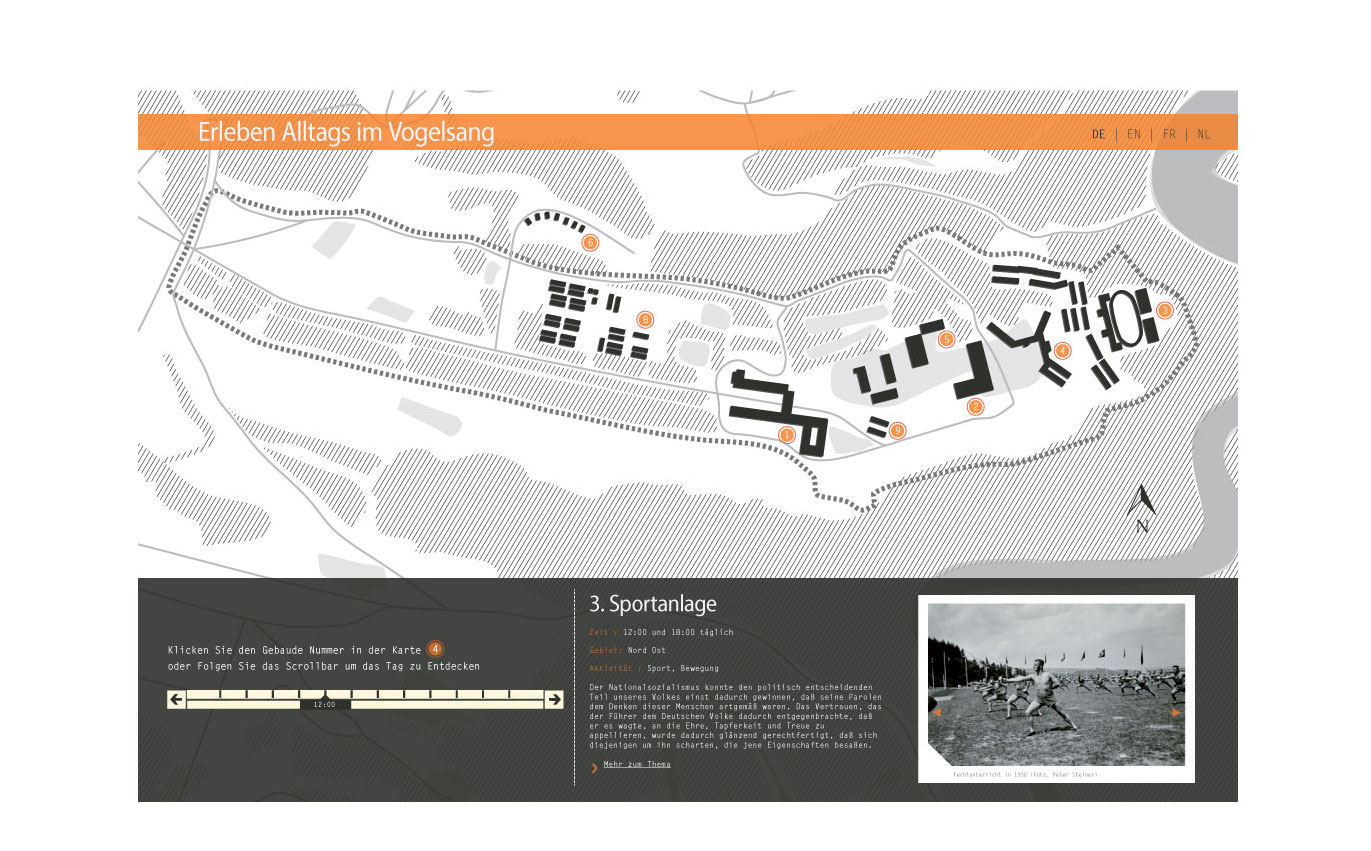 Erleben Alltags im Vogelsang
DE | EN | FR | NL
6
8
3
5
4
2
1
9
N
Klicken Sie den Gebaude Nummer in der Karte 4
oder Folgen Sie das Scrollbar um das Tag zu Entdecken
12:00
3. Sportanlage
Zeit : 12:00 und 18:00 täglich
Gebiet: Nord Ost
Aktivität : Sport, Bewegung
Der Nationalsozialismus konnte den politisch entscheidenden
Teil unseres Volkes einst dadurch gewinnen, daß seine Parolen
dem Denken dieser Menschen artgemäß waren. Das Vertrauen, das
der Führer dem Deutschen Volke dadurch entgegenbrachte, daß
er es wagte, an die Ehre, Tapferkeit und Treue zu
appellieren, wurde dadurch glänzend gerechtfertigt, daß sich
diejenigen um ihn scharten, die jene Eigenschaften besaßen.
Mehr zum Thema
Fechtunterricht in 1936 (Foto, Peter Steiner)